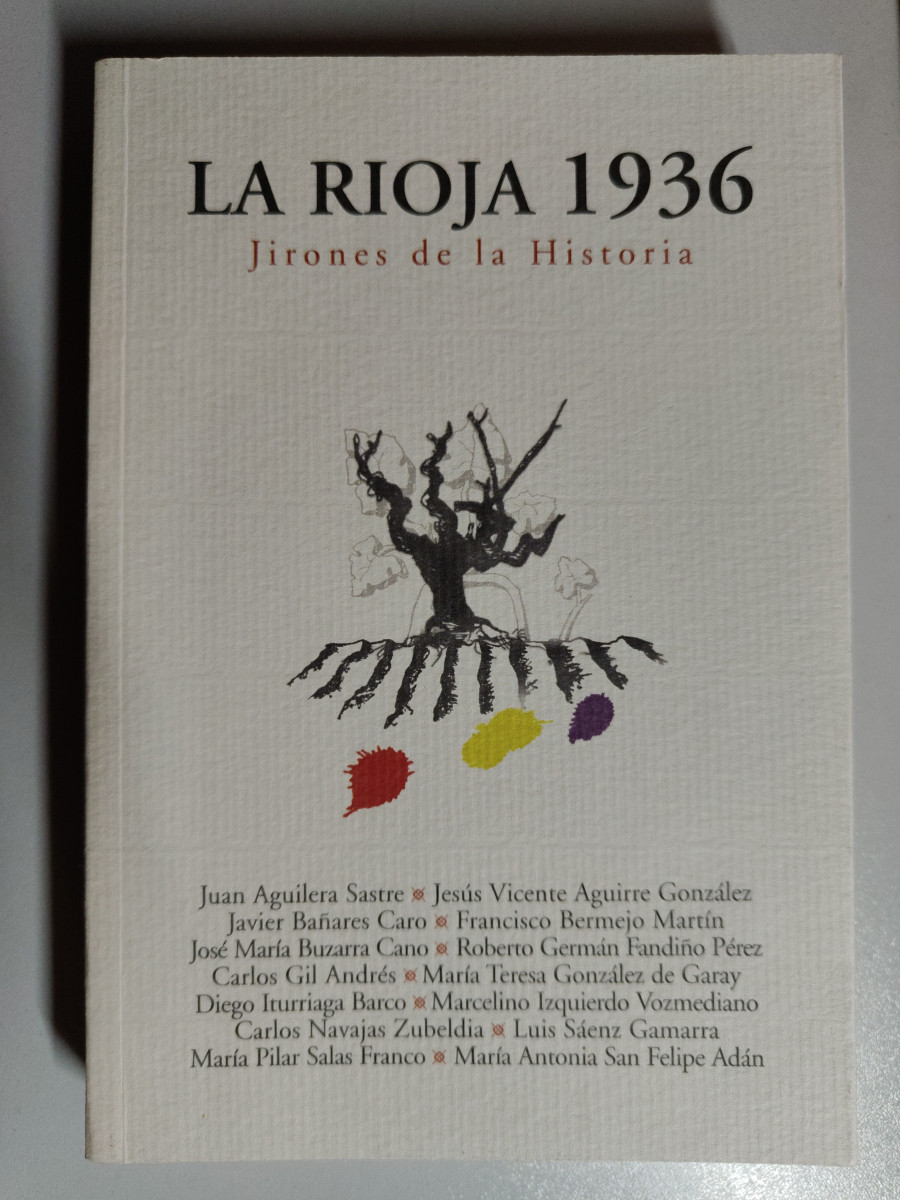 LA RIOJA 1936
Jirones de la Historia
Juan Aguilera Sastre ※ Jesús Vicente Aguirre González
Javier Bañares Caro ※ Francisco Bermejo Martín
José María Buzarra Cano ※ Roberto Germán Fandiño Pérez
Carlos Gil Andrés ※ María Teresa González de Garay
Diego Iturriaga Barco ※ Marcelino Izquierdo Vozmediano
Carlos Navajas Zubeldia ※ Luis Sáenz Gamarra
María Pilar Salas Franco ※ María Antonia San Felipe Adán